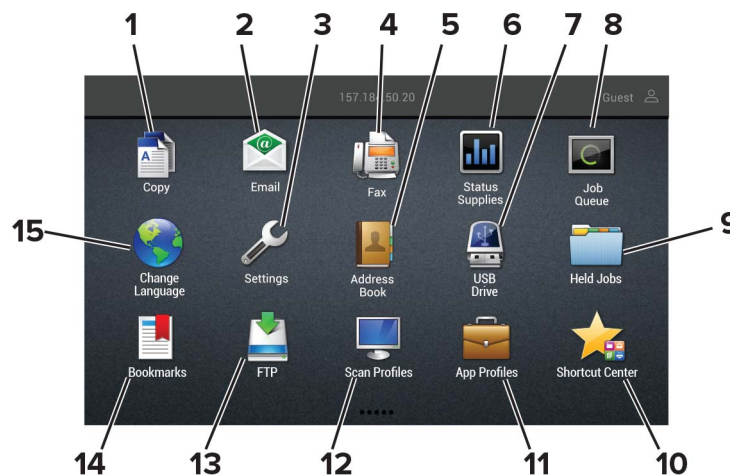 1 2 3 4 5 6 7 8
157.184.50.20 Guest
Copy
Email
Fax
Status
Supplies
Job
Queue
15
9
Change
Language
Settings
Address
Book
USB
Drive
Held Jobs
Bookmarks
FTP
Scan Profiles
App Profiles
Shortcut Center
14 13 12 11 10